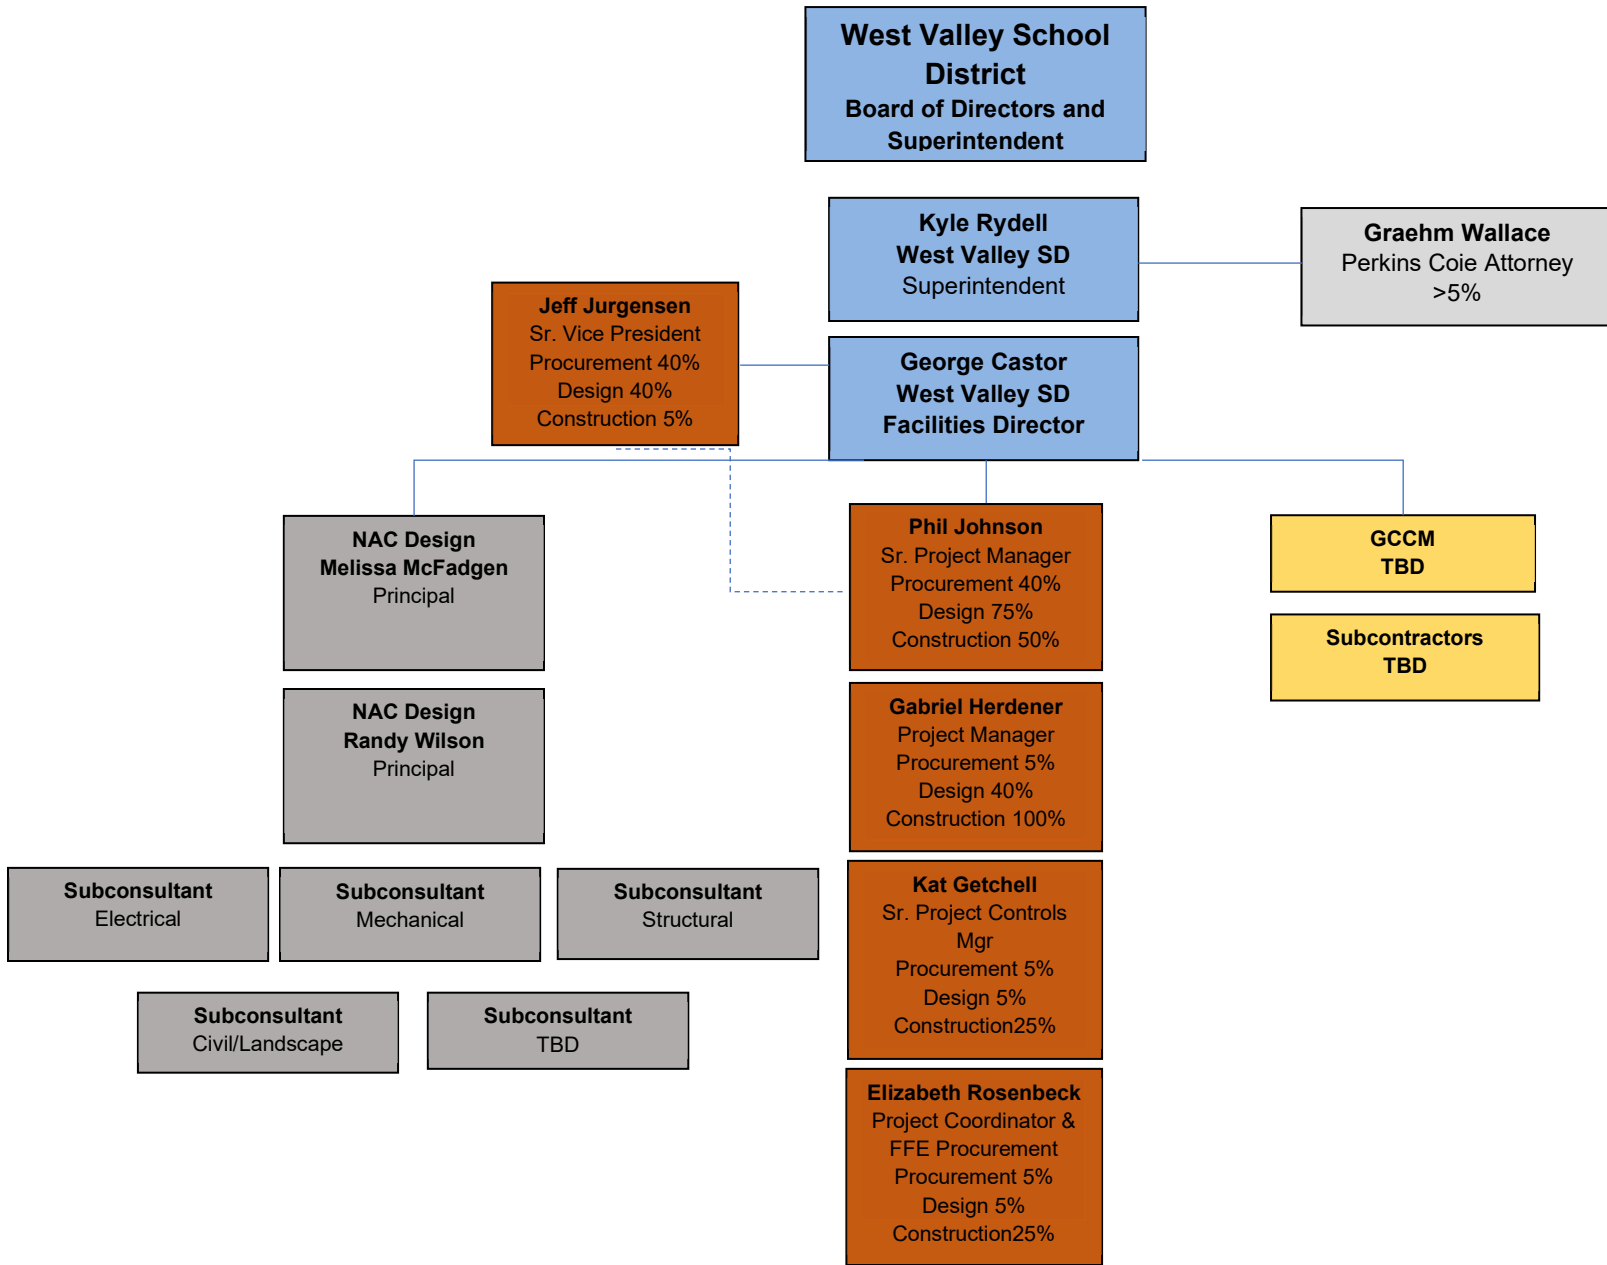 West Valley School
District
Board of Directors and
Superintendent
Kyle Rydell
West Valley SD
Superintendent
Graehm Wallace
Perkins Coie Attorney
>5%
Jeff Jurgensen
Sr. Vice President
Procurement 40%
Design 40%
Construction 5%
George Castor
West Valley SD
Facilities Director
NAC Design
Melissa McFadgen
Principal
NAC Design
Randy Wilson
Principal
Subconsultant
Electrical
Subconsultant
Mechanical
Subconsultant
Structural
Subconsultant
Civil/Landscape
Subconsultant
TBD
Phil Johnson
Sr. Project Manager
Procurement 40%
Design 75%
Construction 50%
Gabriel Herdener
Project Manager
Procurement 5%
Design 40%
Construction 100%
Kat Getchell
Sr. Project Controls
Mgr
Procurement 5%
Design 5%
Construction25%
Elizabeth Rosenbeck
Project Coordinator &
FFE Procurement
Procurement 5%
Design 5%
Construction25%
GCCM
TBD
Subcontractors
TBD